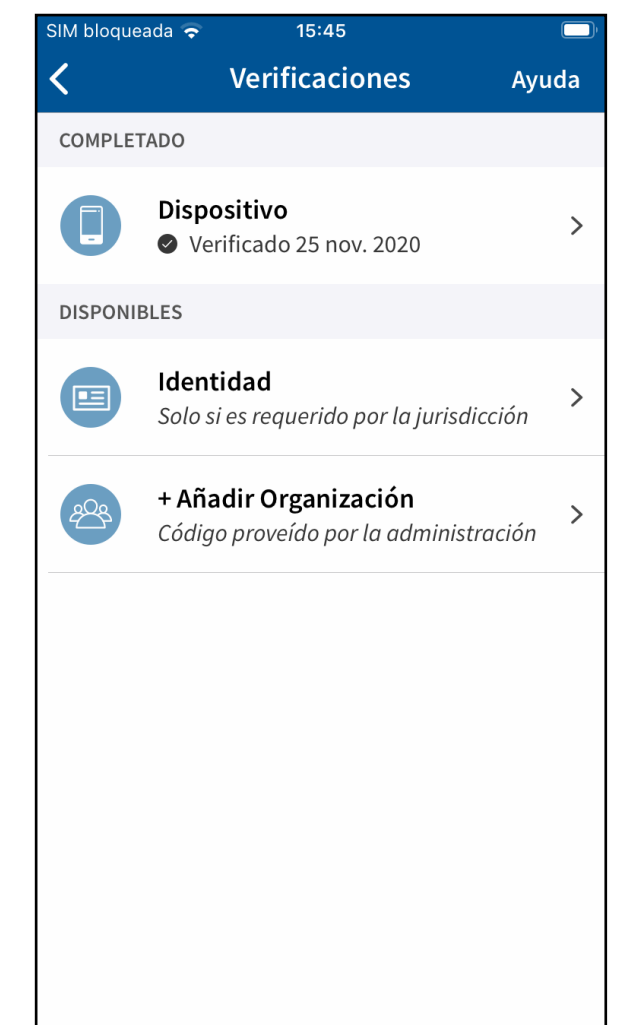 SIM bloqueada 15:45
Verificaciones Ayuda
COMPLETADO
Dispositivo
Verificado 25 nov. 2020
DISPONIBLES
Identidad
Solo si es requerido por la jurisdicción
+ Añadir Organización
Código proveído por la administración